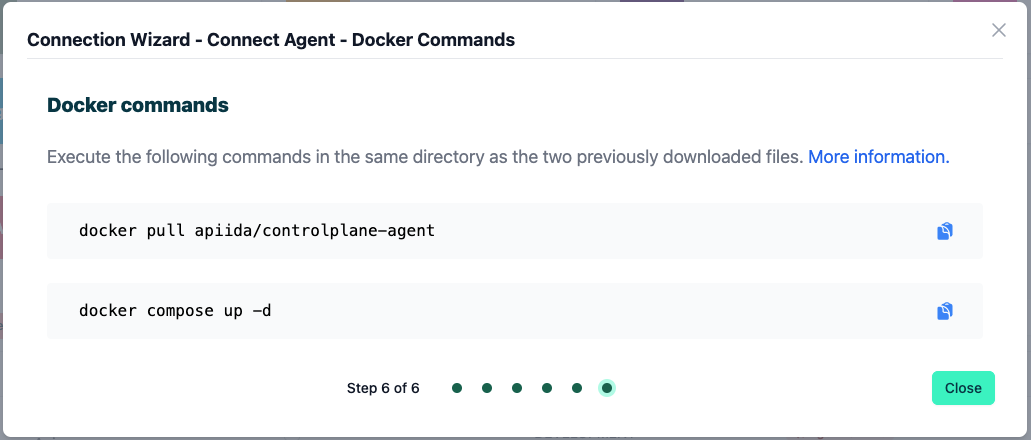 Connection Wizard - Connect Agent - Docker Commands
Docker commands
Execute the following commands in the same directory as the two previously downloaded files. More information.
docker pull apiida/controlplane-agent
docker compose up -d
Step 6 of 6
Close